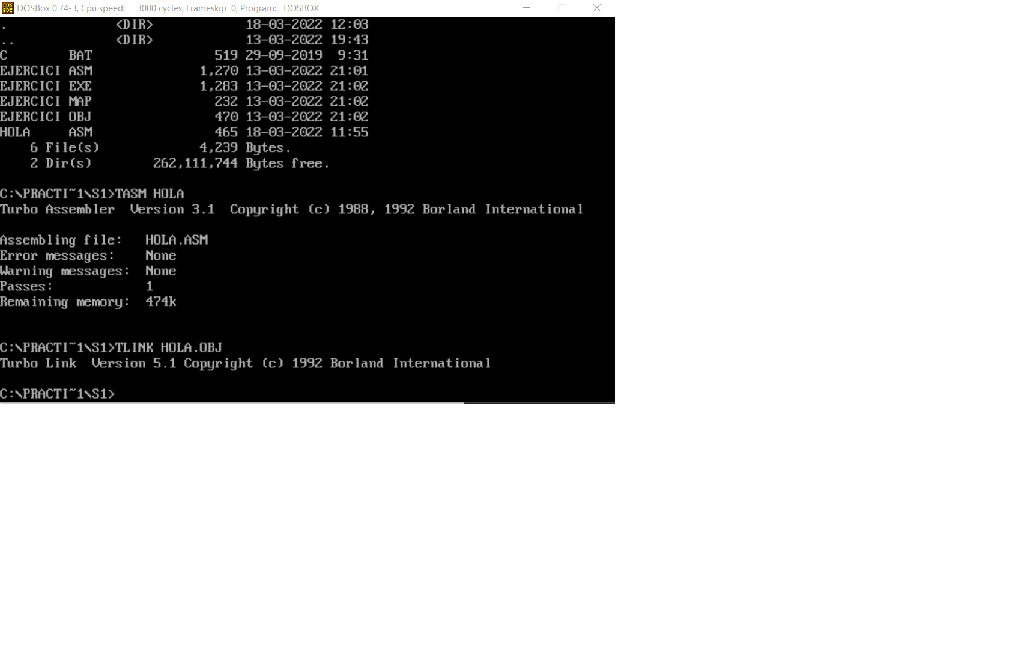 DOSBox 0.74-3, Cpu speed: 3000 cycles, Frameskip 0, Program: DOSBOX
. <DIR> 18-03-2022 12:03
.. <DIR> 13-03-2022 19:43
C BAT 519 29-09-2019 9:31
EJERCICI ASM 1,270 13-03-2022 21:01
EJERCICI EXE 1,283 13-03-2022 21:02
EJERCICI MAP 232 13-03-2022 21:02
EJERCICI OBJ 470 13-03-2022 21:02
HOLA ASM 465 18-03-2022 11:55
6 File(s) 4,239 Bytes.
2 Dir(s) 262,111,744 Bytes free.
C:\PRACTI~1\S1>TASM HOLA
Turbo Assembler Version 3.1 Copyright (c) 1988, 1992 Borland International
Assembling file: HOLA.ASM
Error messages: None
Warning messages: None
Passes: 1
Remaining memory: 474k
C:\PRACTI~1\S1>TLINK HOLA.OBJ
Turbo Link Version 5.1 Copyright (c) 1992 Borland International
C:\PRACTI~1\S1>